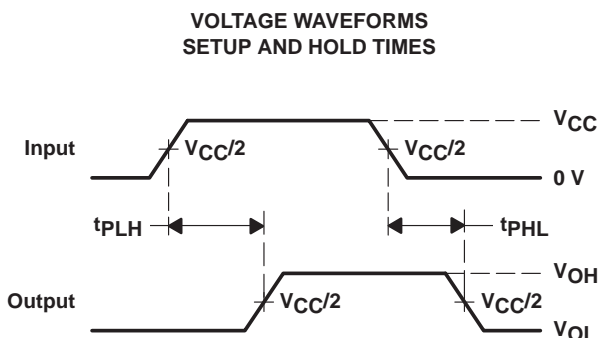 VOLTAGE WAVEFORMS
SETUP AND HOLD TIMES
VCC
Input
VCC/2
VCC/2
0 V
tPLH
tPHL
VOH
Output
VCC/2
VCC/2
VOL